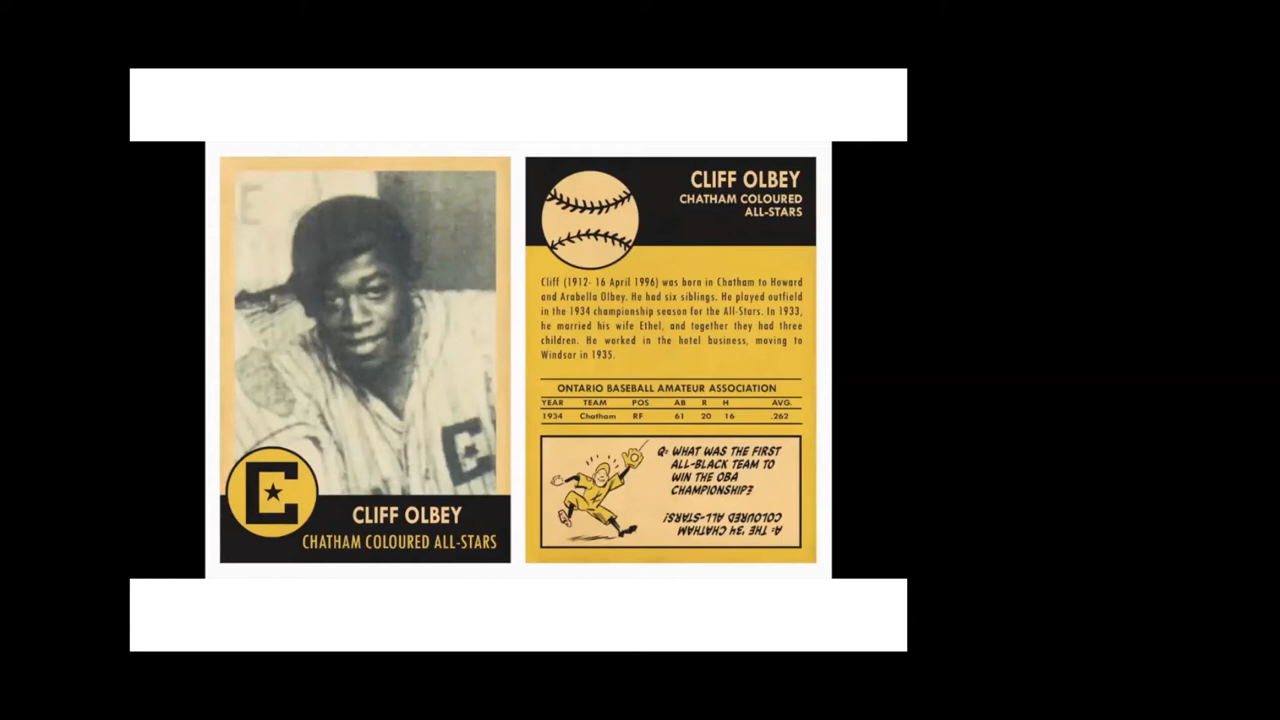 E
C
C
CLIFF OLBEY
CHATHAM COLOURED ALL-STARS
CLIFF OLBEY
CHATHAM COLOURED
ALL-STARS
Cliff (1912- 16 April 1996) was born in Chatham to Howard
and Arabella Olbey. He had six siblings. He played outfield
in the 1934 championship season for the All-Stars. In 1933,
he married his wife Ethel, and together they had three
children. He worked in the hotel business, moving to
Windsor in 1935.
ONTARIO BASEBALL AMATEUR ASSOCIATION
YEAR TEAM POS AB R H AVG.
1934 Chatham RF 61 20 16 .262
Q: WHAT WAS THE FIRST
ALL-BLACK TEAM TO
WIN THE OBA
CHAMPIONSHIP?
A: THE '34 CHATHAM
COLOURED ALL-STARS!